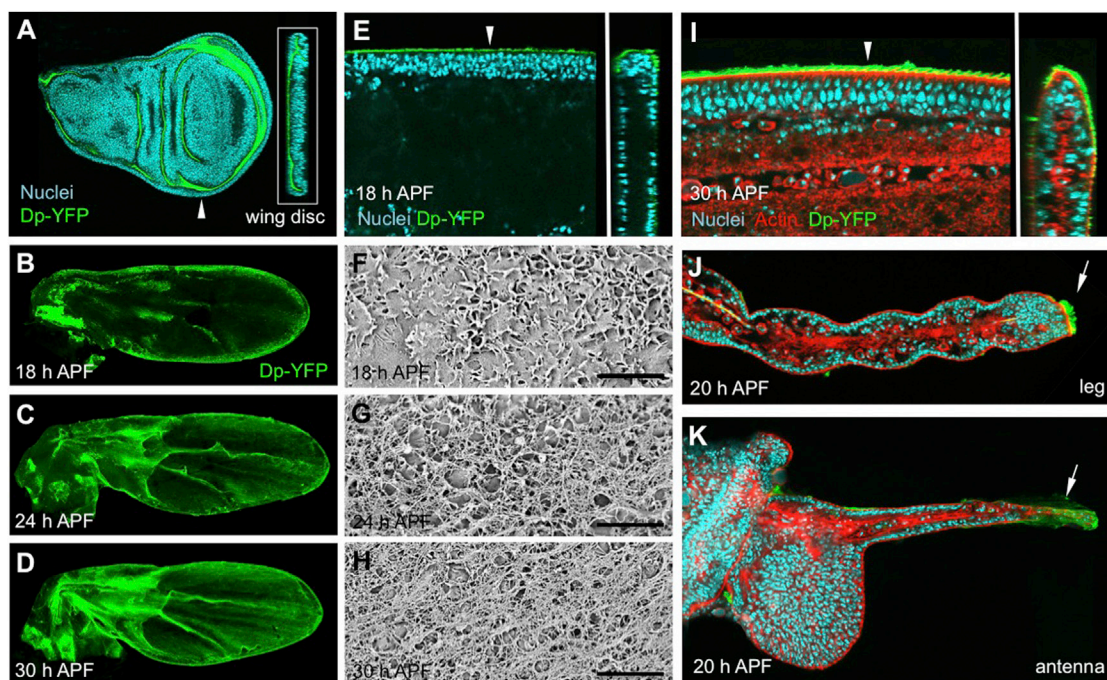 A
Nuclei
Dp-YFP
wing disc
B
18 h APF
Dp-YFP
C
24 h APF
D
30 h APF
E
18 h APF
Nuclei Dp-YFP
F
18 h APF
G
24 h APF
H
30 h APF
I
30 h APF
Nuclei Actin Dp-YFP
J
20 h APF
leg
K
20 h APF
antenna